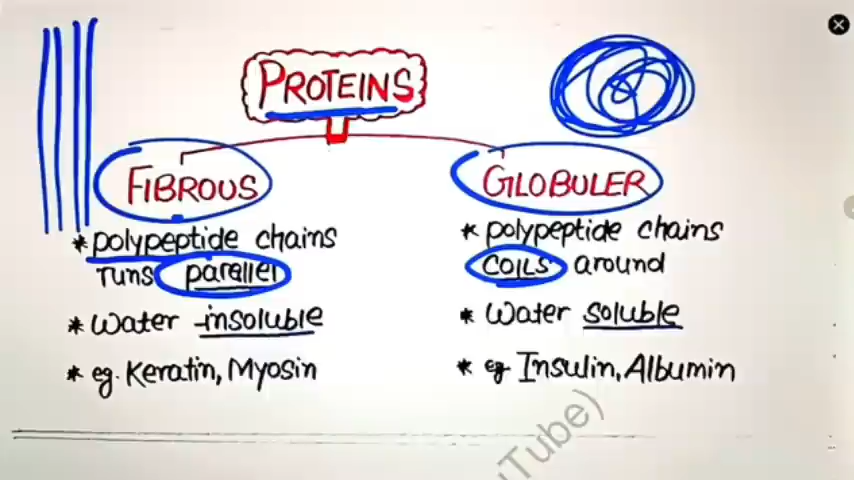 PROTEINS
FIBROUS
* polypeptide chains
runs parallel
* Water insoluble
* eg. Keratin, Myosin
GLOBULER
* polypeptide chains
COILS around
* Water soluble
* eg Insulin, Albumin
uTube)